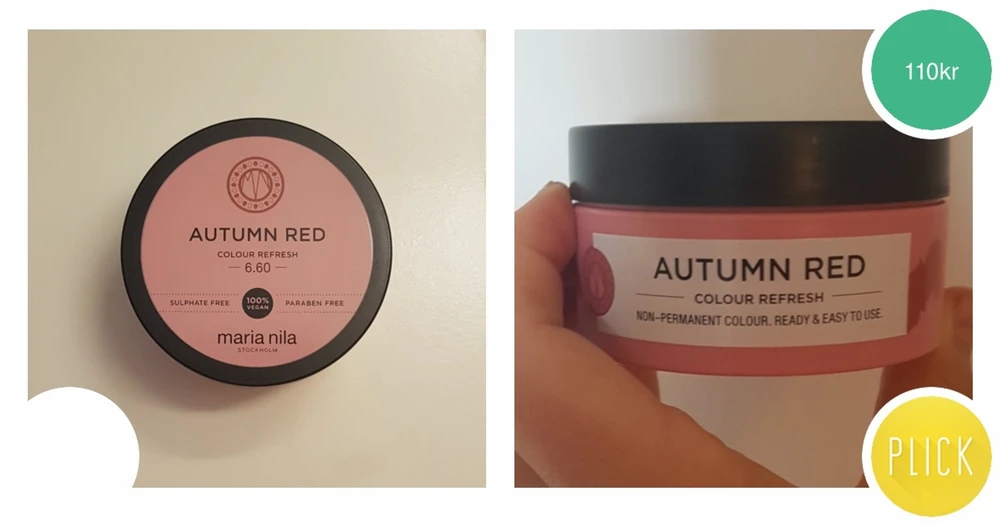 AUTUMN RED
COLOUR REFRESH
6.60
SULPHATE FREE 100% VEGAN PARABEN FREE
maria nila
STOCKHOLM
110kr
AUTUMN RED
COLOUR REFRESH
NON-PERMANENT COLOUR. READY & EASY TO USE.
PLICK